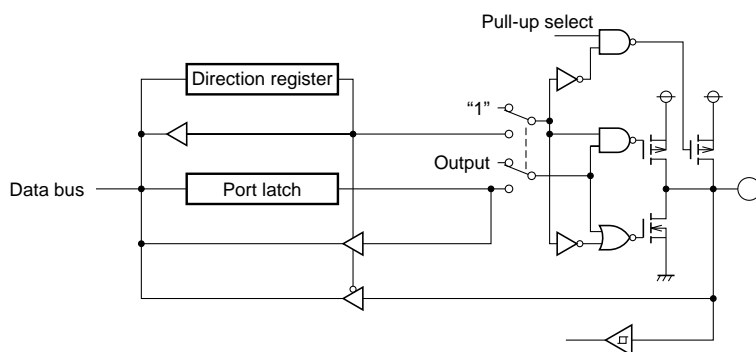 Pull-up select
Direction register
“1”
Output
Data bus
Port latch